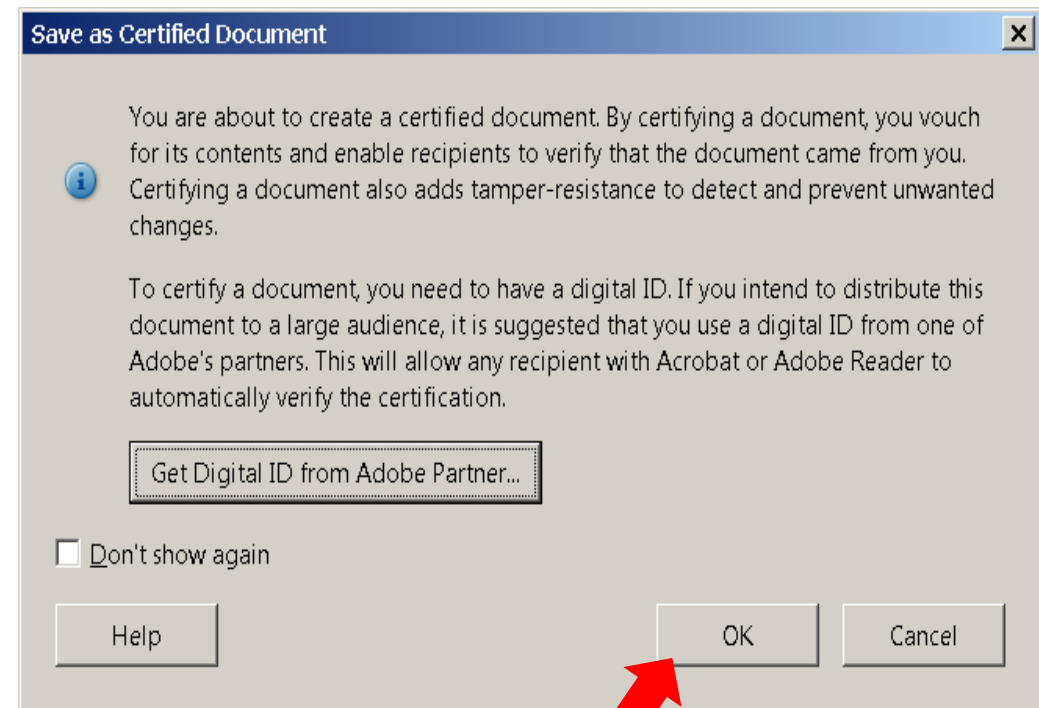 Save as Certified Document
You are about to create a certified document. By certifying a document, you vouch
for its contents and enable recipients to verify that the document came from you.
Certifying a document also adds tamper-resistance to detect and prevent unwanted
changes.
To certify a document, you need to have a digital ID. If you intend to distribute this
document to a large audience, it is suggested that you use a digital ID from one of
Adobe's partners. This will allow any recipient with Acrobat or Adobe Reader to
automatically verify the certification.
Get Digital ID from Adobe Partner...
Don't show again
Help OK Cancel